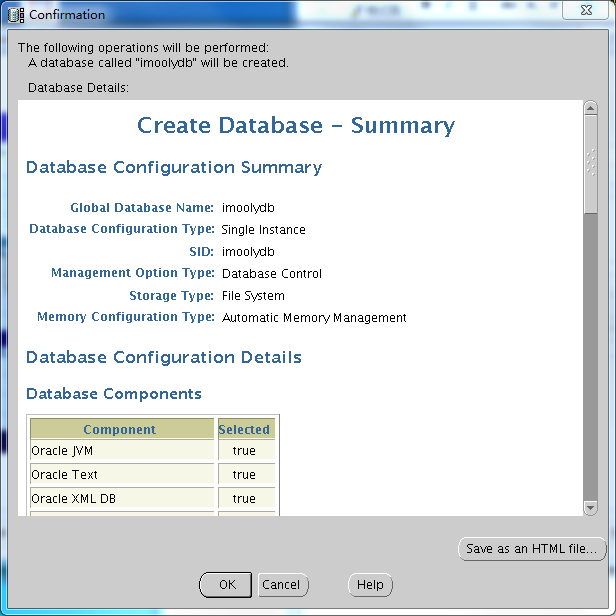 Confirmation
The following operations will be performed:
A database called "imoolydb" will be created.
Database Details:
Create Database - Summary
Database Configuration Summary
Global Database Name: imoolydb
Database Configuration Type: Single Instance
SID: imoolydb
Management Option Type: Database Control
Storage Type: File System
Memory Configuration Type: Automatic Memory Management
Database Configuration Details
Database Components
Component Selected
Oracle JVM true
Oracle Text true
Oracle XML DB true
Save as an HTML file...
OK Cancel Help